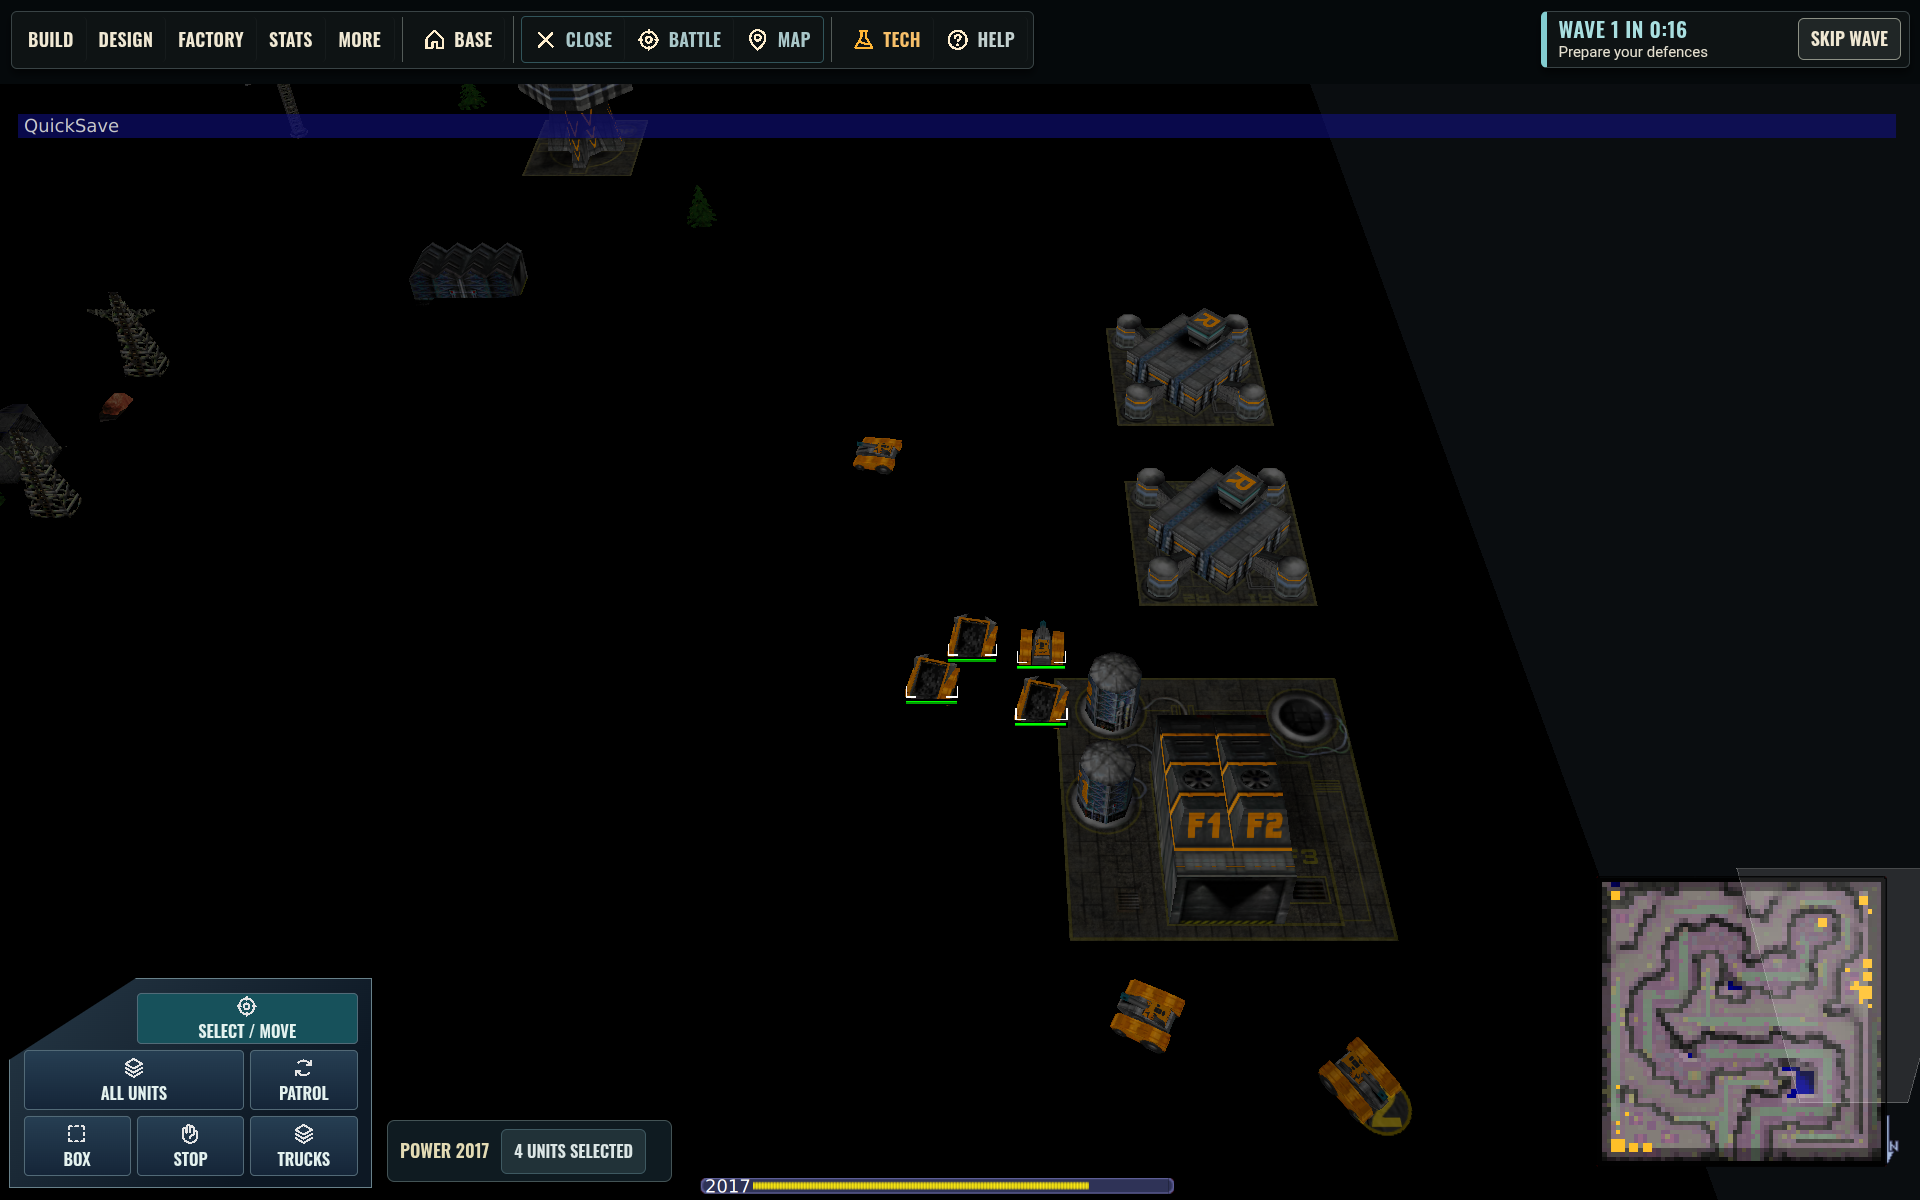 BUILD DESIGN FACTORY STATS MORE BASE CLOSE BATTLE MAP TECH HELP
WAVE 1 IN 0:16
Prepare your defences
SKIP WAVE
QuickSave
R
R
F1 F2
F3
SELECT / MOVE
ALL UNITS PATROL
BOX STOP TRUCKS
POWER 2017 4 UNITS SELECTED
2017
2
N